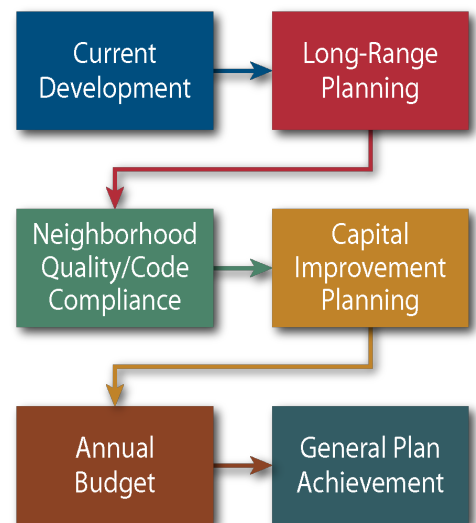 Current
Development
Long-Range
Planning
Neighborhood
Quality/Code
Compliance
Capital
Improvement
Planning
Annual
Budget
General Plan
Achievement